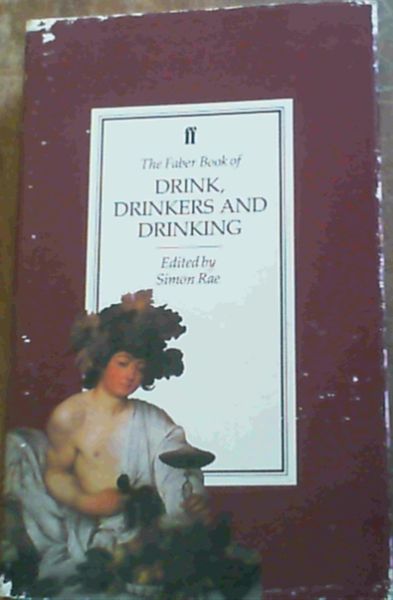 ff
The Faber Book of
DRINK,
DRINKERS AND
DRINKING
Edited by
Simon Rae